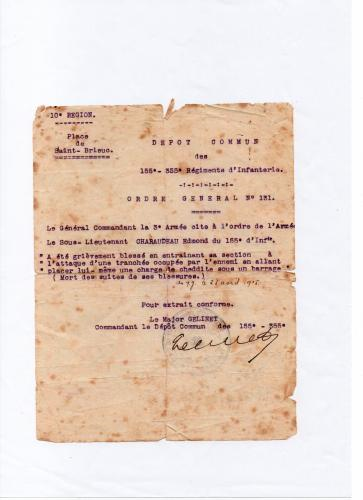 10e REGION.
Place
de
Saint-Brieuc.
DEPOT COMMUN
des
155e- 355e Régiments d'Infanterie.
-:-:-:-:-:-:-
ORDRE GENERAL N° 131.
Le Général Commandant la 3e Armée cite à l'ordre de l'Armée
Le Sous- Lieutenant CHARAUDEAU Edmond du 155e d'Infie.
"A été grièvement blessé en entraînant sa section à
"l'attaque d'une tranchée occupée par l'ennemi en allant
"placer lui- même une charge de cheddite sous un barrage"
(Mort des suites de ses blessures.)
avril 1915
Pour extrait conforme.
Le Major GELINET
Commandant le Dépôt Commun des 155e - 355e